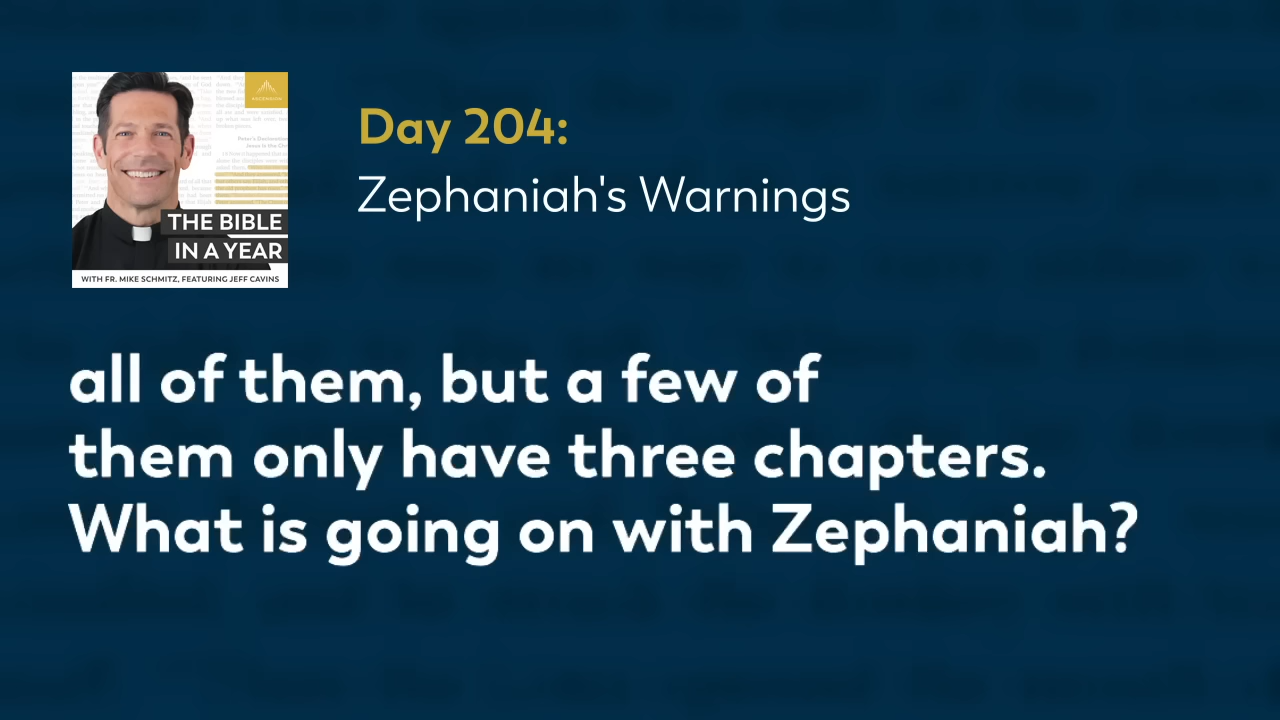 ASCENSION
THE BIBLE
IN A YEAR
WITH FR. MIKE SCHMITZ, FEATURING JEFF CAVINS
Day 204:
Zephaniah's Warnings
all of them, but a few of
them only have three chapters.
What is going on with Zephaniah?